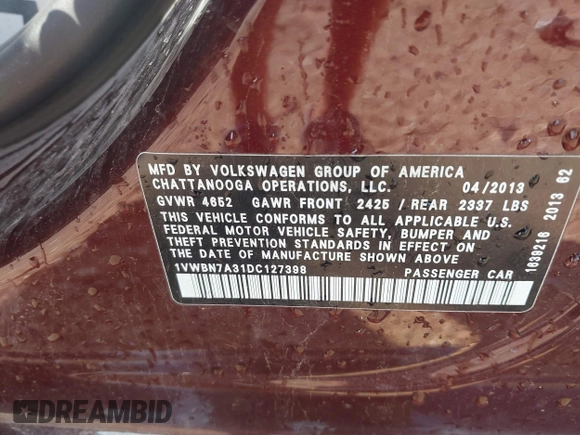 MFD BY VOLKSWAGEN GROUP OF AMERICA
CHATTANOOGA OPERATIONS, LLC. 04/2013
GVWR 4652 GAWR FRONT 2425 / REAR 2337 LBS
THIS VEHICLE CONFORMS TO ALL APPLICABLE U.S.
FEDERAL MOTOR VEHICLE SAFETY, BUMPER AND
THEFT PREVENTION STANDARDS IN EFFECT ON
THE DATE OF MANUFACTURE SHOWN ABOVE
1VWBN7A31DC127398 PASSENGER CAR
1639216 2013 62
DREAMBID